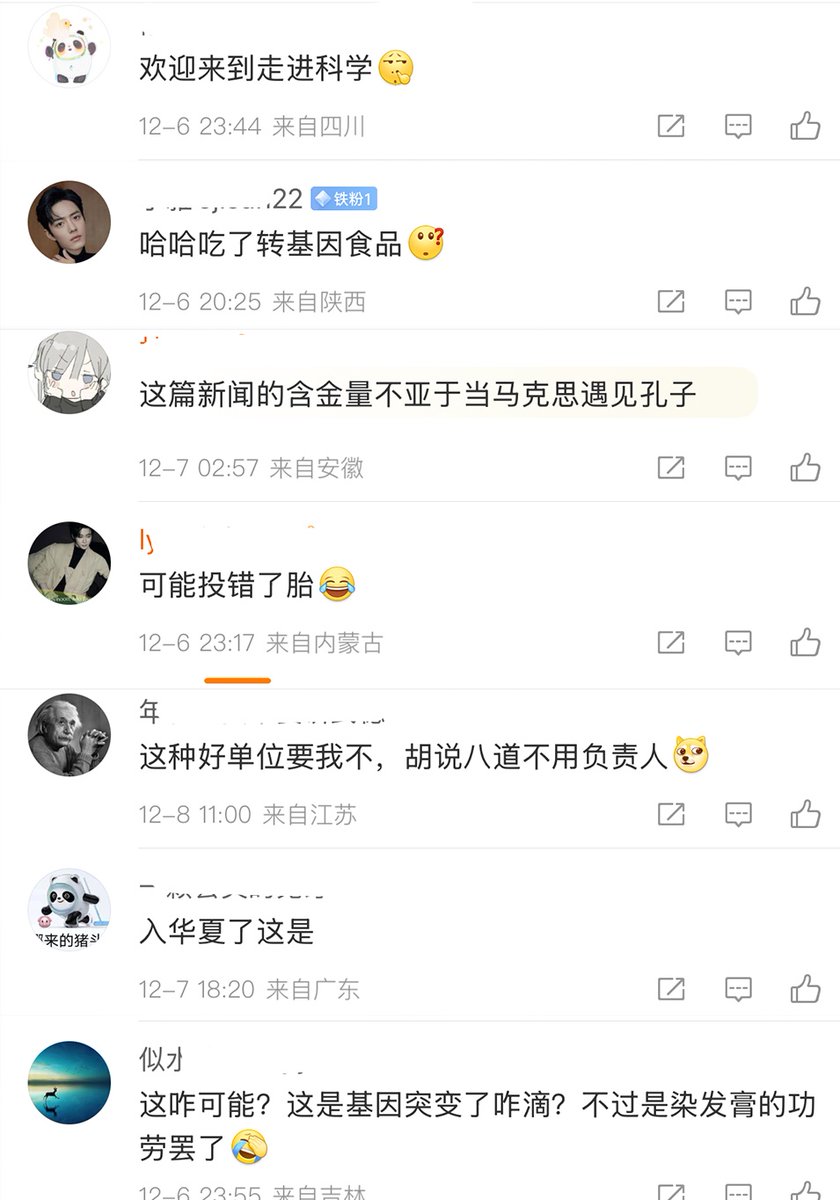 欢迎来到走进科学
12-6 23:44 来自四川
22 铁粉1
哈哈吃了转基因食品
12-6 20:25 来自陕西
这篇新闻的含金量不亚于当马克思遇见孔子
12-7 02:57 来自安徽
ly
可能投错了胎
12-6 23:17 来自内蒙古
年
这种好单位要我不，胡说八道不用负责人
12-8 11:00 来自江苏
来的猪头
入华夏了这是
12-7 18:20 来自广东
似水
这咋可能？这是基因突变了咋滴？不过是染发膏的功
劳罢了
12-6 23:55 来自吉林